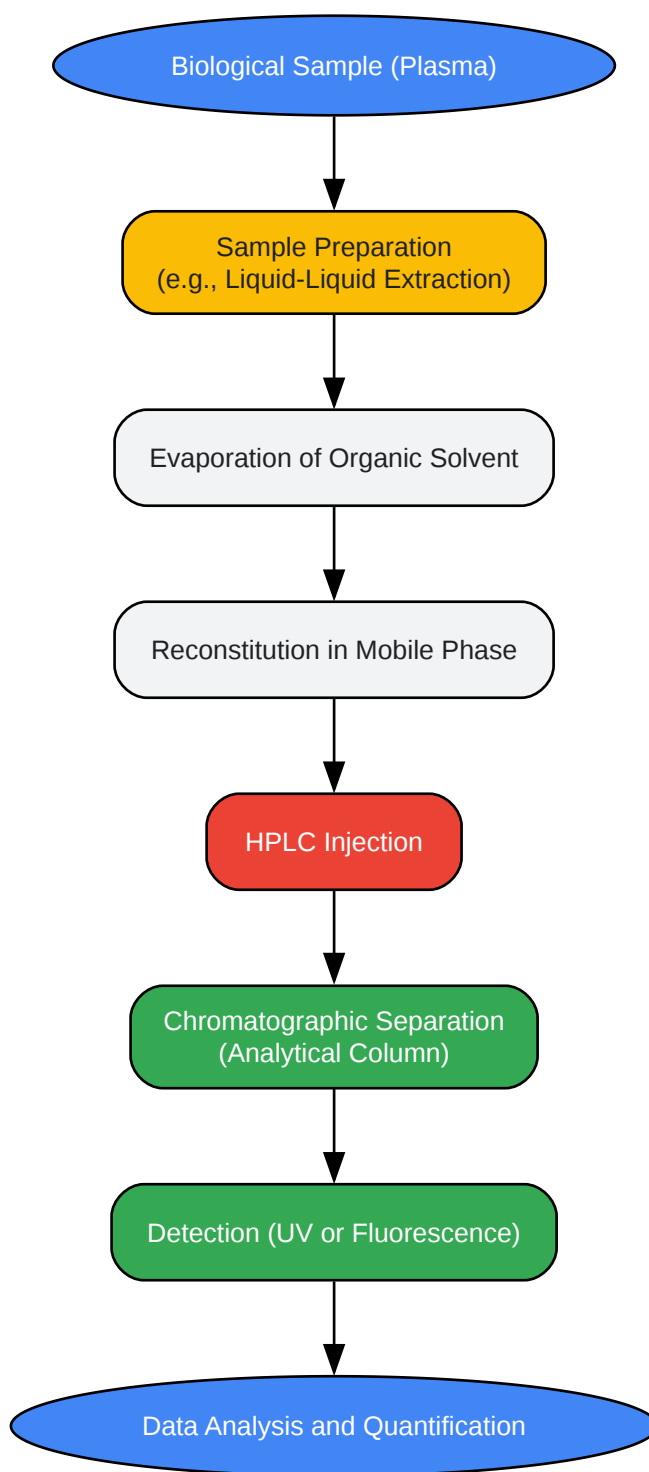 Biological Sample (Plasma)
Sample Preparation
(e.g., Liquid-Liquid Extraction)
Evaporation of Organic Solvent
Reconstitution in Mobile Phase
HPLC Injection
Chromatographic Separation
(Analytical Column)
Detection (UV or Fluorescence)
Data Analysis and Quantification